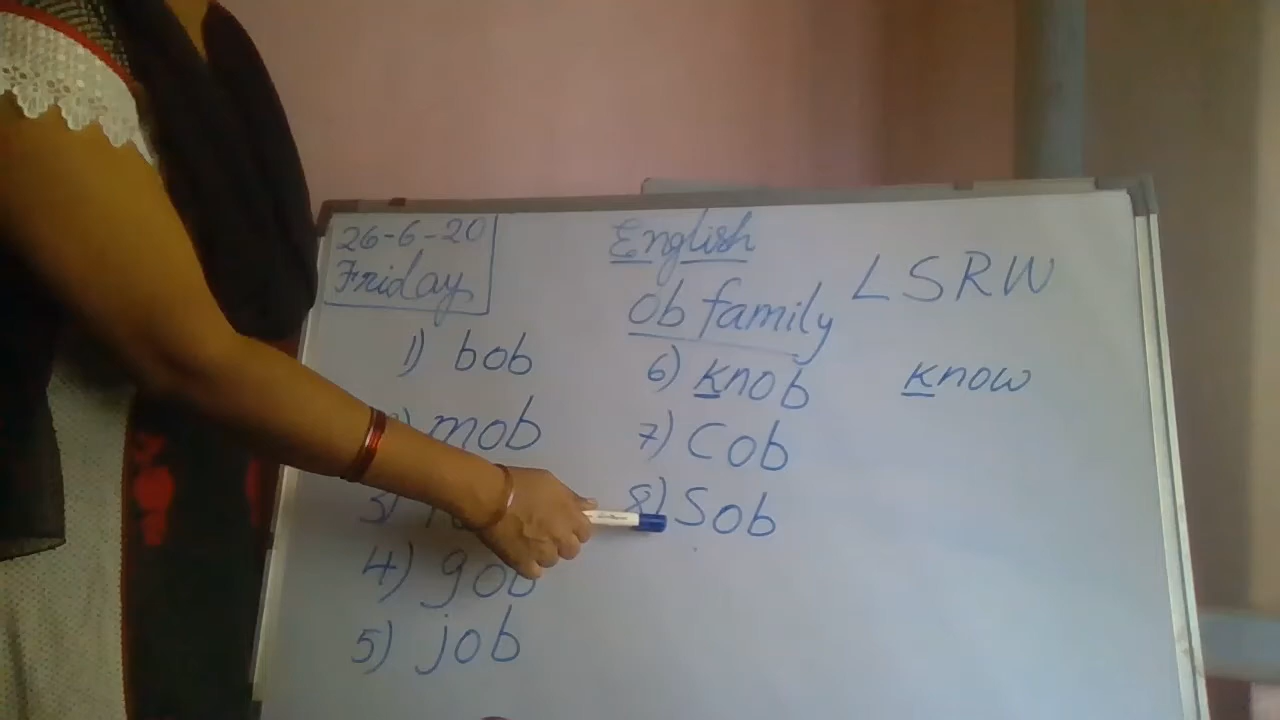 26-6-20
Friday
English
Ob family
LSRW
1) bob
mob
3)
4) gob
5) job
6) knob
know
7) Cob
8) Sob